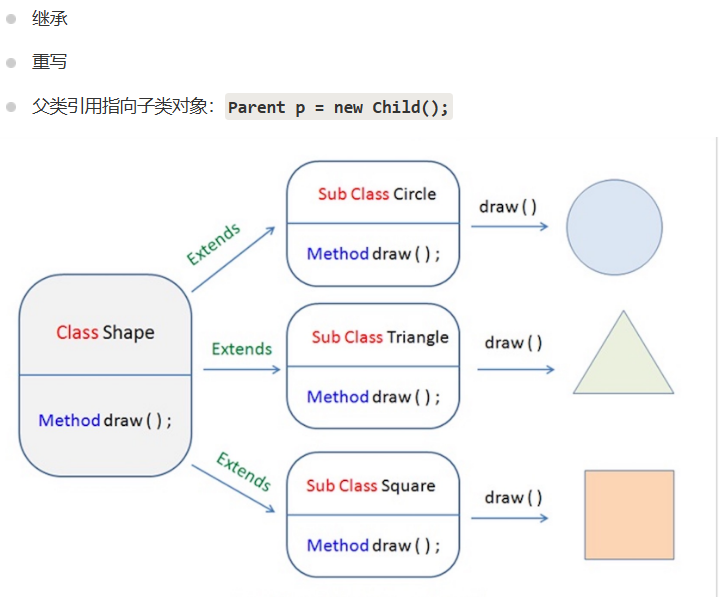 继承
重写
父类引用指向子类对象：Parent p = new Child();
Sub Class Circle
Method draw ( ) ;
draw ( )
Extends
Class Shape
Method draw ( ) ;
Extends
Sub Class Triangle
Method draw ( ) ;
draw ( )
Extends
Sub Class Square
Method draw ( ) ;
draw ( )